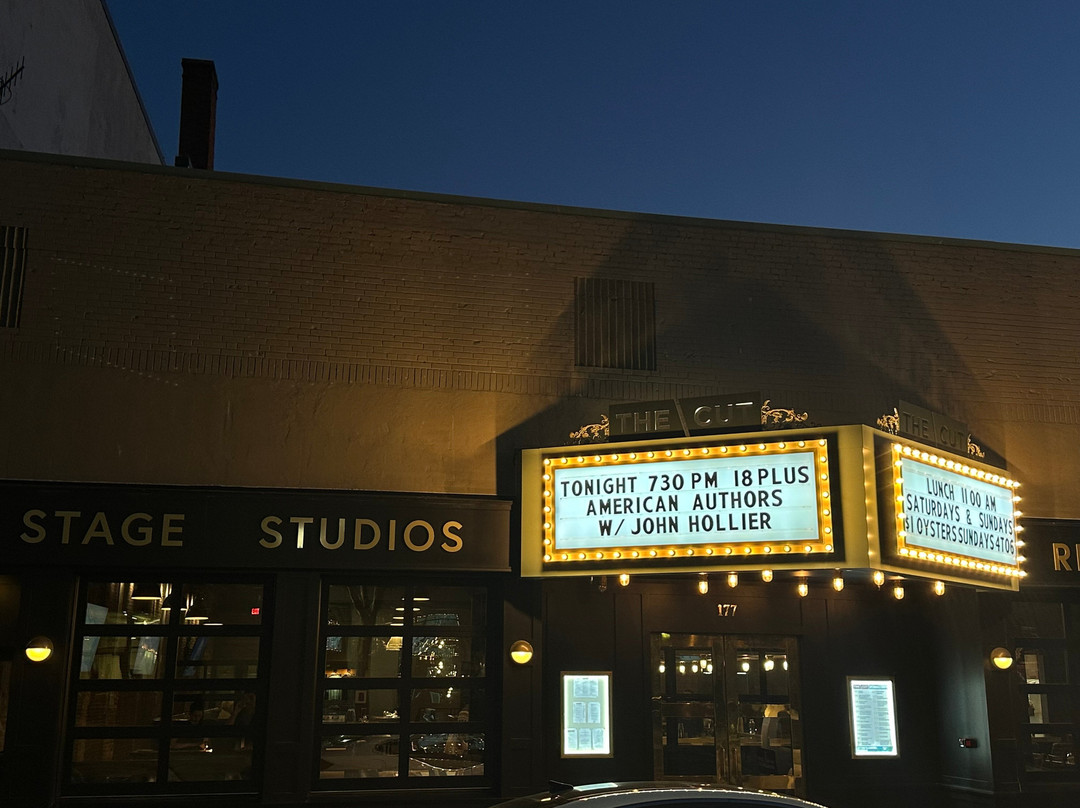 THE CUT
THE CUT
TONIGHT 730 PM 18 PLUS
AMERICAN AUTHORS
W/ JOHN HOLLIER
LUNCH 11 00 AM
SATURDAYS & SUNDAYS
$1 OYSTERS SUNDAYS 4 TO 6
STAGE STUDIOS
177